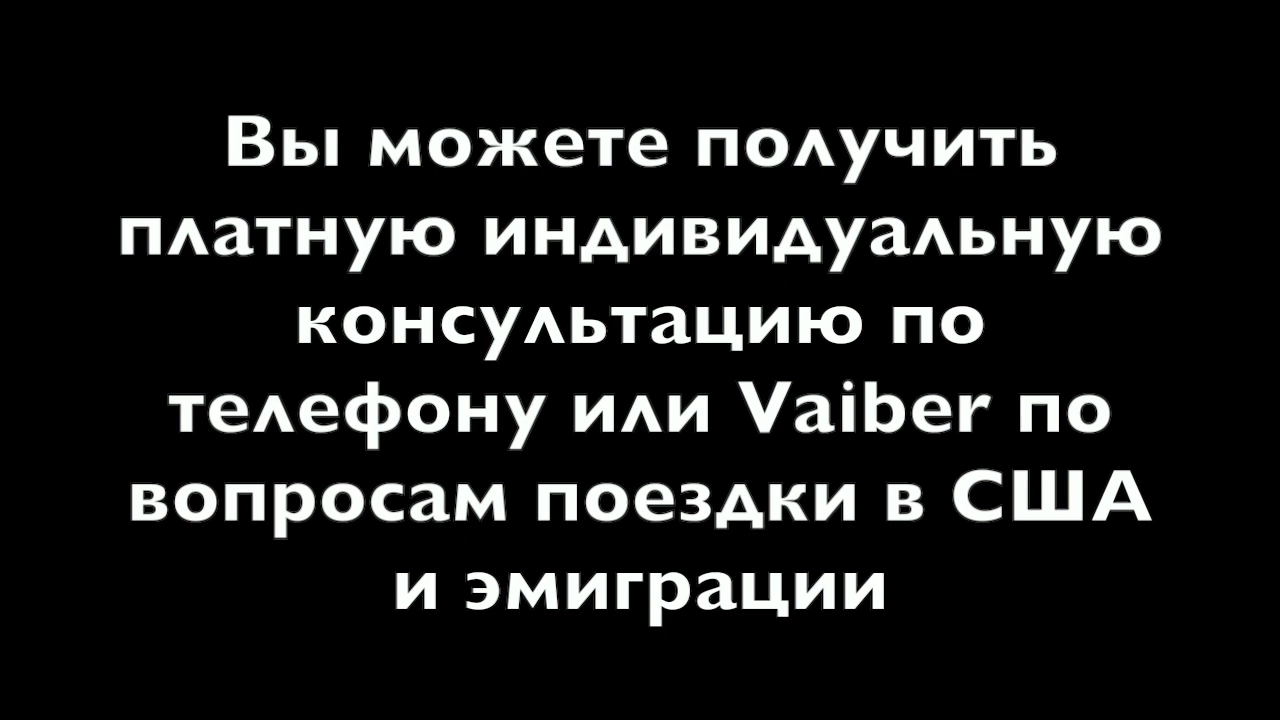 Вы можете получить
платную индивидуальную
консультацию по
телефону или Vaiber по
вопросам поездки в США
и эмиграции